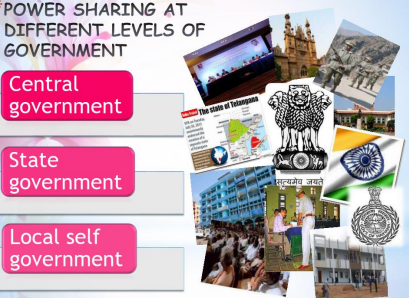 POWER SHARING AT
DIFFERENT LEVELS OF
GOVERNMENT
Central
government
State
government
Local self
government
The state of Telangana
सत्यमेव जयते